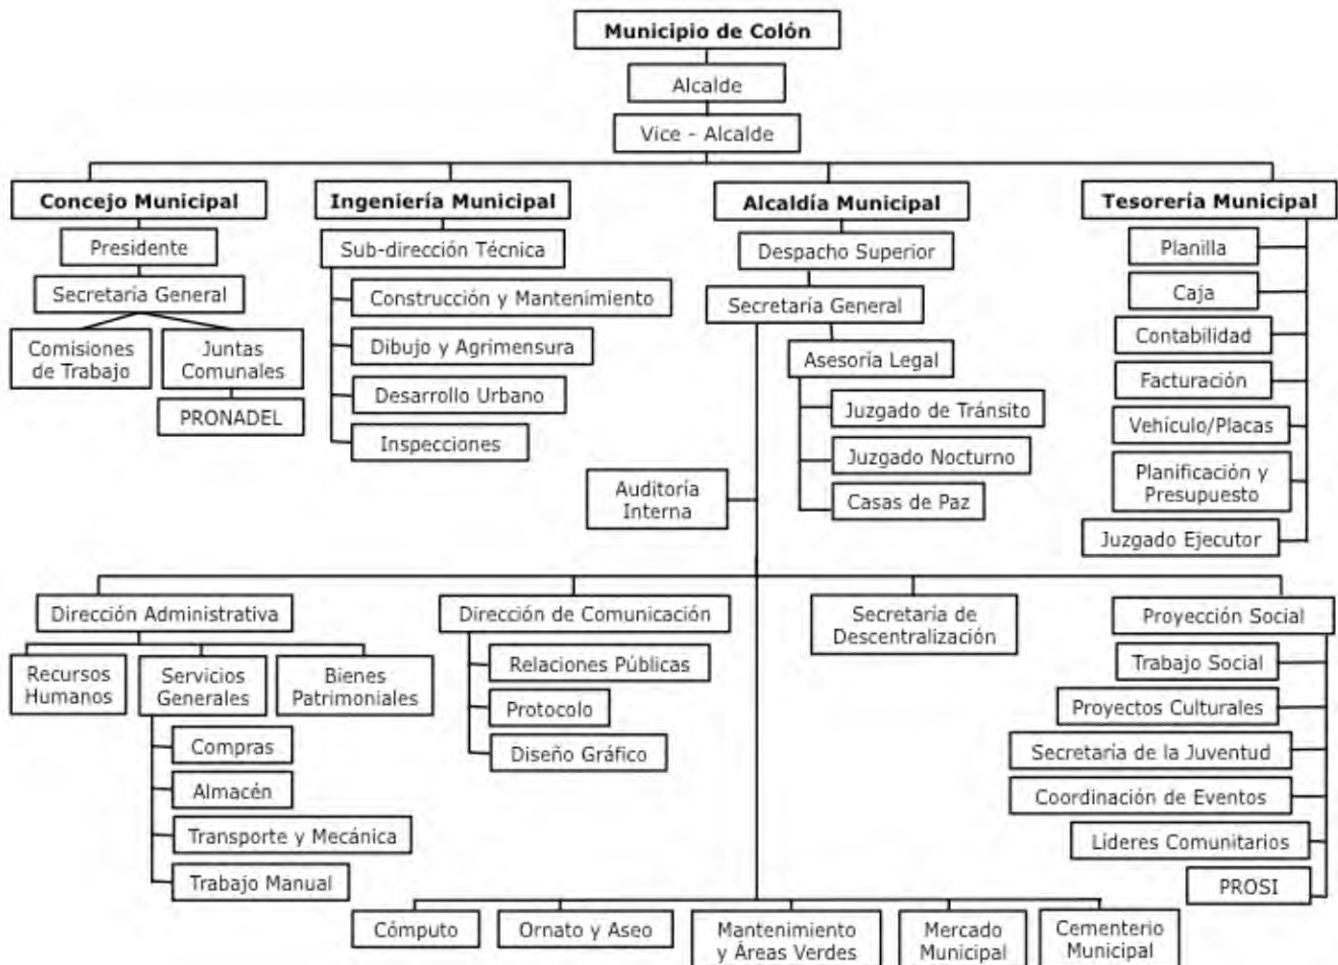 Municipio de Colón
Alcalde
Vice - Alcalde
Concejo Municipal
Presidente
Secretaría General
Comisiones
de Trabajo
Juntas
Comunales
PRONADEL
Ingeniería Municipal
Sub-dirección Técnica
Construcción y Mantenimiento
Dibujo y Agrimensura
Desarrollo Urbano
Inspecciones
Alcaldía Municipal
Despacho Superior
Secretaría General
Asesoría Legal
Juzgado de Tránsito
Juzgado Nocturno
Casas de Paz
Auditoría
Interna
Tesorería Municipal
Planilla
Caja
Contabilidad
Facturación
Vehículo/Placas
Planificación y
Presupuesto
Juzgado Ejecutor
Dirección Administrativa
Recursos
Humanos
Servicios
Generales
Bienes
Patrimoniales
Compras
Almacén
Transporte y Mecánica
Trabajo Manual
Dirección de Comunicación
Relaciones Públicas
Protocolo
Diseño Gráfico
Secretaría de
Descentralización
Proyección Social
Trabajo Social
Proyectos Culturales
Secretaría de la Juventud
Coordinación de Eventos
Líderes Comunitarios
PROSI
Cómputo
Ornato y Aseo
Mantenimiento
y Áreas Verdes
Mercado
Municipal
Cementerio
Municipal